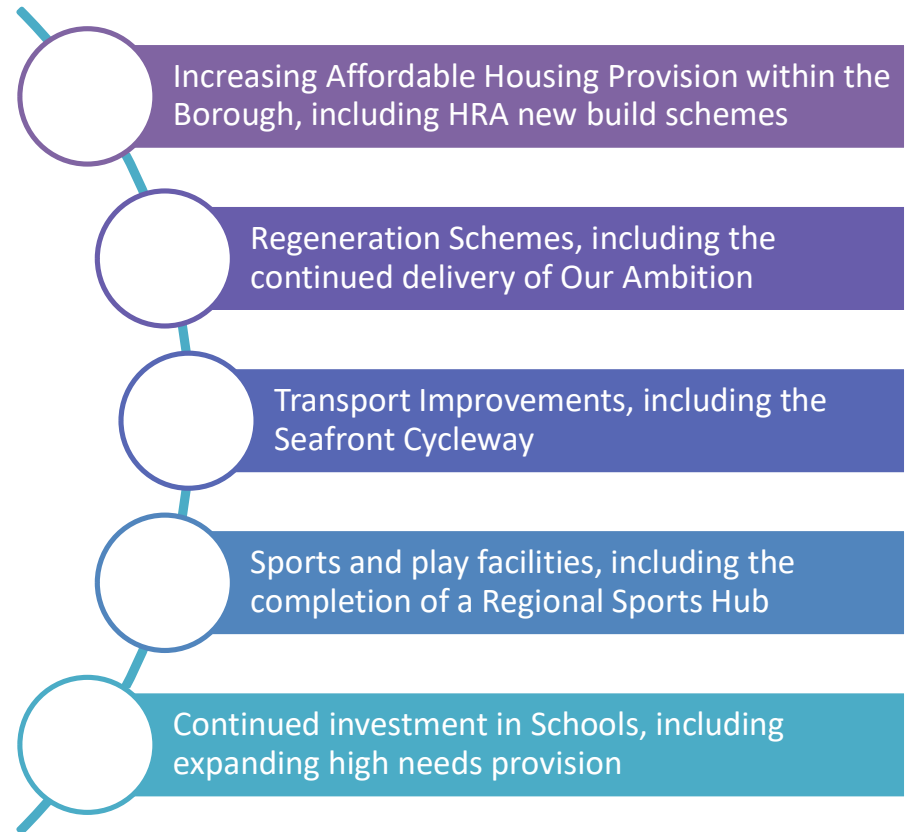 Increasing Affordable Housing Provision within the
Borough, including HRA new build schemes
Regeneration Schemes, including the
continued delivery of Our Ambition
Transport Improvements, including the
Seafront Cycleway
Sports and play facilities, including the
completion of a Regional Sports Hub
Continued investment in Schools, including
expanding high needs provision